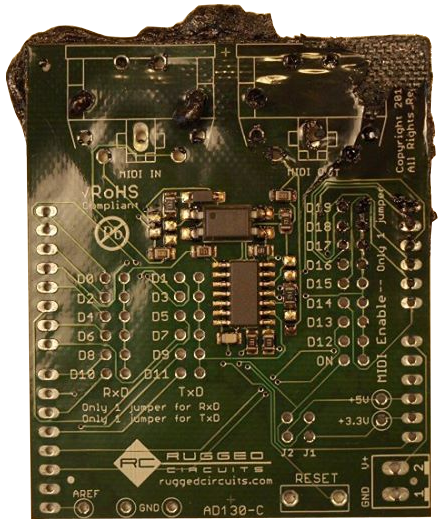 MIDI IN
MIDI OUT
Copyright 201
All Rights Re
√RoHS
Compliant
Pb
D19
D18
D17
D16
D15
D14
D13
D12
ON
MIDI Enable-- Only 1 jumper
D0 D1
D2 D3
D4 D5
D6 D7
D8 D9
D10 D11
RxD TxD
Only 1 jumper for RxD
Only 1 jumper for TxD
+5V
+3.3V
J2 J1
RC
RUGGED
CIRCUITS
ruggedcircuits.com
RESET
V+ 2
GND 1
AREF
GND
AD130-C